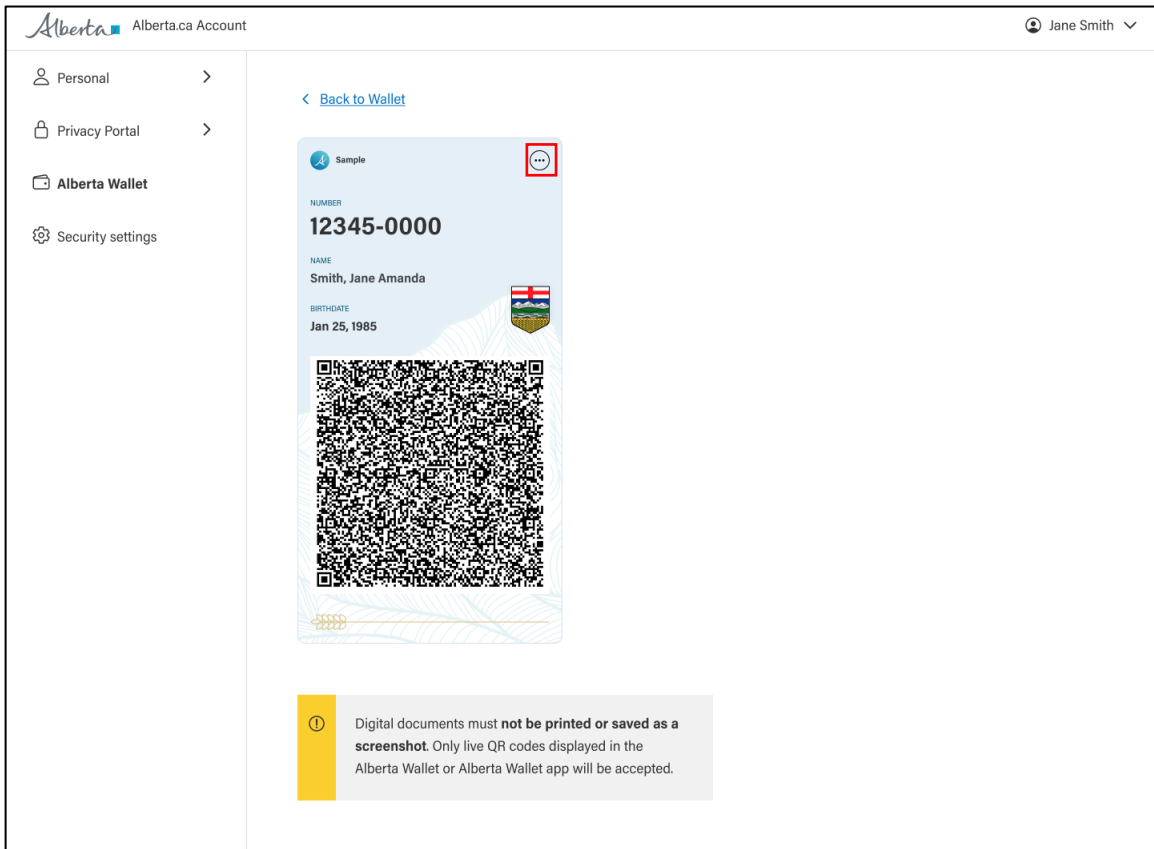 Alberta Alberta.ca Account
Jane Smith
Personal
Privacy Portal
Alberta Wallet
Security settings
Back to Wallet
Sample
NUMBER
12345-0000
NAME
Smith, Jane Amanda
BIRTHDATE
Jan 25, 1985
Digital documents must not be printed or saved as a
screenshot. Only live QR codes displayed in the
Alberta Wallet or Alberta Wallet app will be accepted.